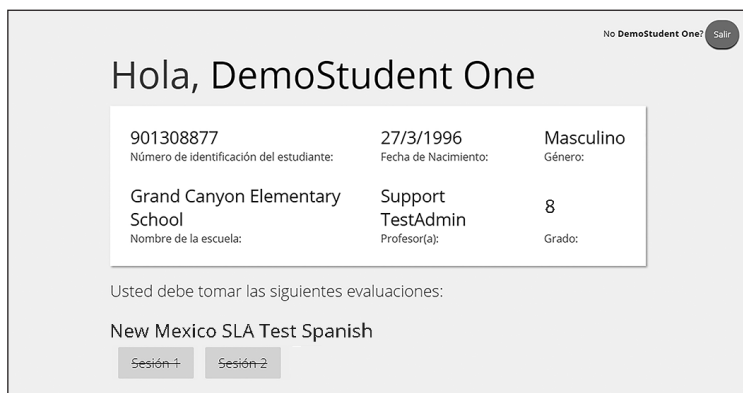 No DemoStudent One? Salir
Hola, DemoStudent One
901308877 27/3/1996 Masculino
Número de identificación del estudiante: Fecha de Nacimiento: Género:
Grand Canyon Elementary Support
School TestAdmin 8
Nombre de la escuela: Profesor(a): Grado:
Usted debe tomar las siguientes evaluaciones:
New Mexico SLA Test Spanish
Sesión 1 Sesión 2